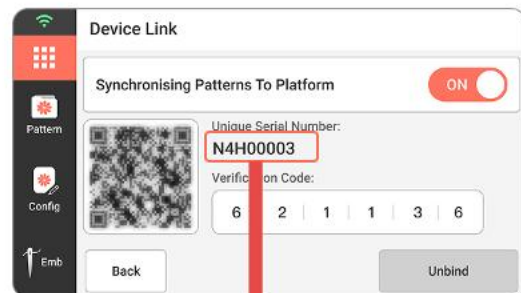 Device Link
Synchronising Patterns To Platform
ON
Pattern
Unique Serial Number:
N4H00003
Verification Code:
Config
6 2 1 1 3 6
Emb
Back
Unbind